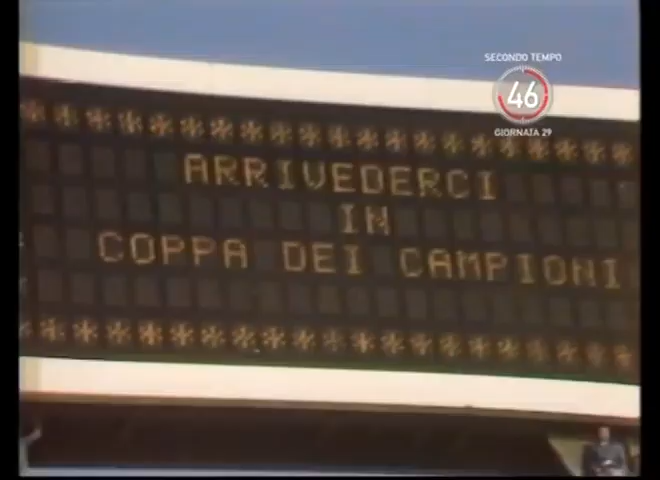 SECONDO TEMPO
46
GIORNATA 29
*********************
ARRIVEDERCI
IN
COPPA DEI CAMPIONI
*********************